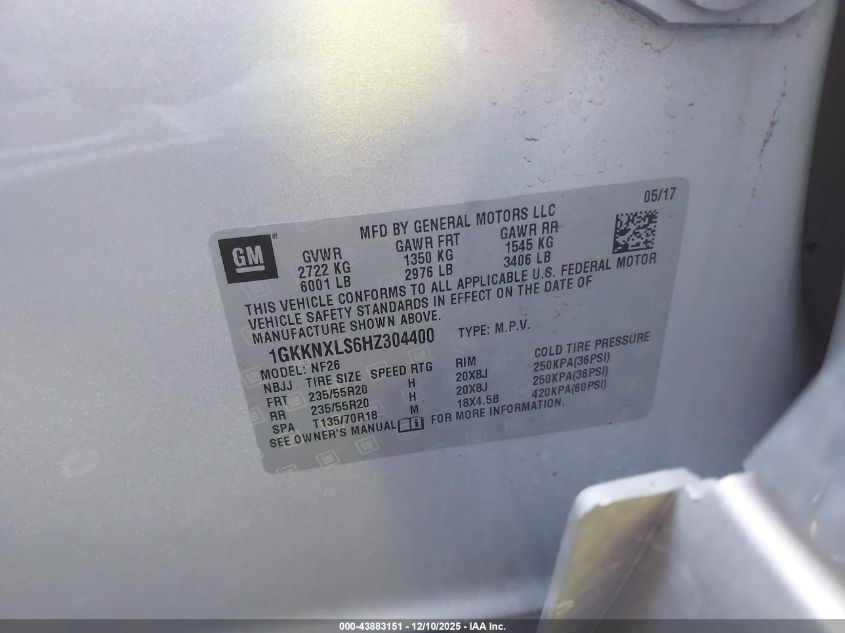 05/17
MFD BY GENERAL MOTORS LLC
GM®
GVWR GAWR FRT GAWR RR
2722 KG 1350 KG 1545 KG
6001 LB 2976 LB 3406 LB
THIS VEHICLE CONFORMS TO ALL APPLICABLE U.S. FEDERAL MOTOR
VEHICLE SAFETY STANDARDS IN EFFECT ON THE DATE OF
MANUFACTURE SHOWN ABOVE.
1GKKNXLS6HZ304400 TYPE: M.P.V.
MODEL: NF26
NBJJ TIRE SIZE SPEED RTG RIM COLD TIRE PRESSURE
FRT 235/55R20 H 20X8J 250KPA(36PSI)
RR 235/55R20 H 20X8J 250KPA(36PSI)
SPA T135/70R18 M 18X4.5B 420KPA(60PSI)
SEE OWNER'S MANUAL FOR MORE INFORMATION.
000-43883151 - 12/10/2025 - IAA Inc.